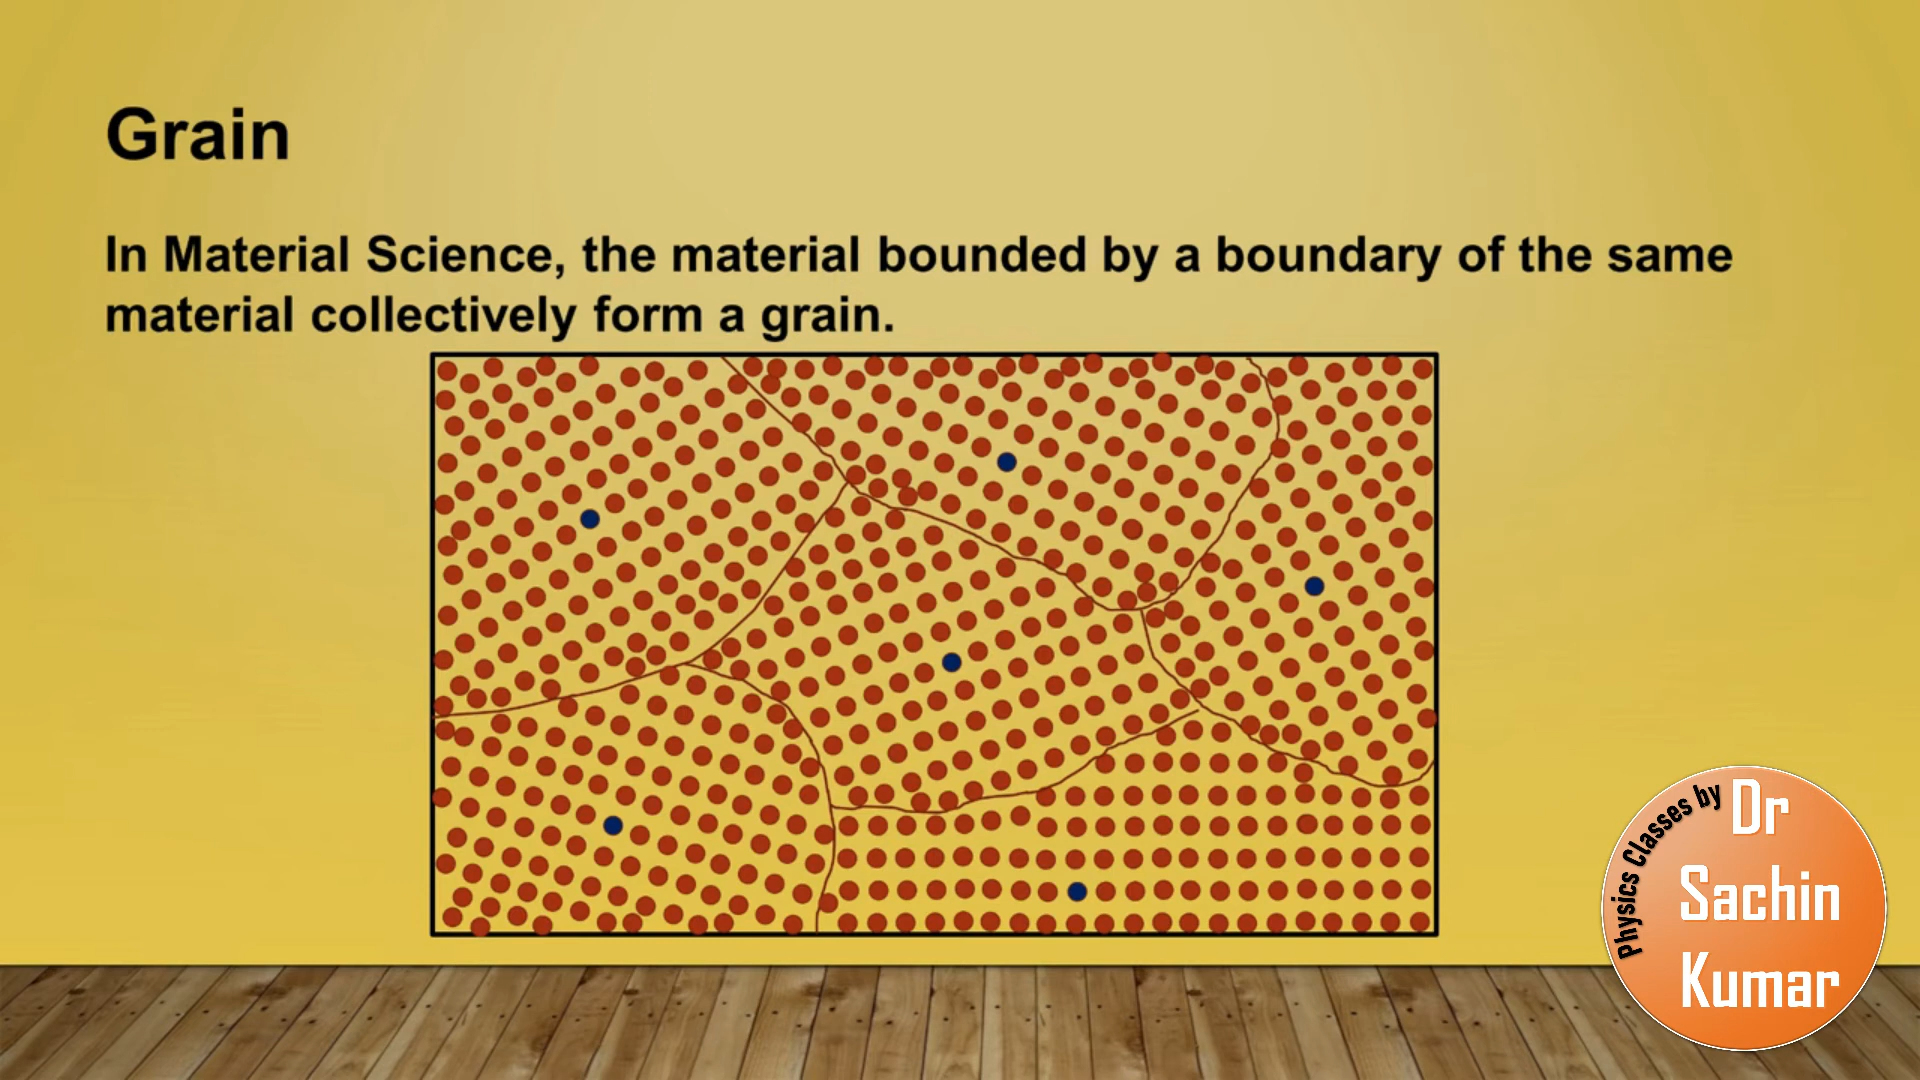 Grain
In Material Science, the material bounded by a boundary of the same
material collectively form a grain.
Physics Classes by
Dr
Sachin
Kumar